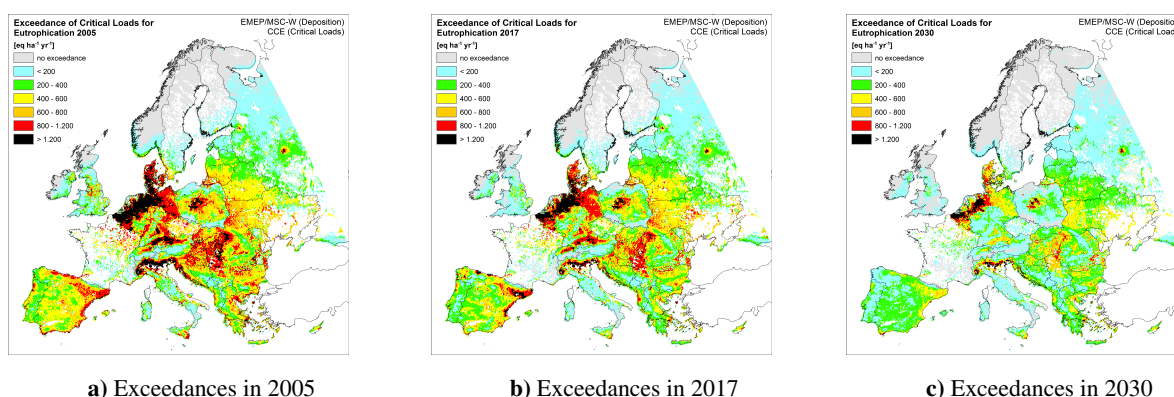 Exceedance of Critical Loads for
Eutrophication 2005
EMEP/MSC-W (Deposition)
CCE (Critical Loads)
[eq ha⁻¹ yr⁻¹]
no exceedance
< 200
200 - 400
400 - 600
600 - 800
800 - 1.200
> 1.200
a) Exceedances in 2005
Exceedance of Critical Loads for
Eutrophication 2017
EMEP/MSC-W (Deposition)
CCE (Critical Loads)
[eq ha⁻¹ yr⁻¹]
no exceedance
< 200
200 - 400
400 - 600
600 - 800
800 - 1.200
> 1.200
b) Exceedances in 2017
Exceedance of Critical Loads for
Eutrophication 2030
EMEP/MSC-W (Deposition)
CCE (Critical Loads)
[eq ha⁻¹ yr⁻¹]
no exceedance
< 200
200 - 400
400 - 600
600 - 800
800 - 1.200
> 1.200
c) Exceedances in 2030